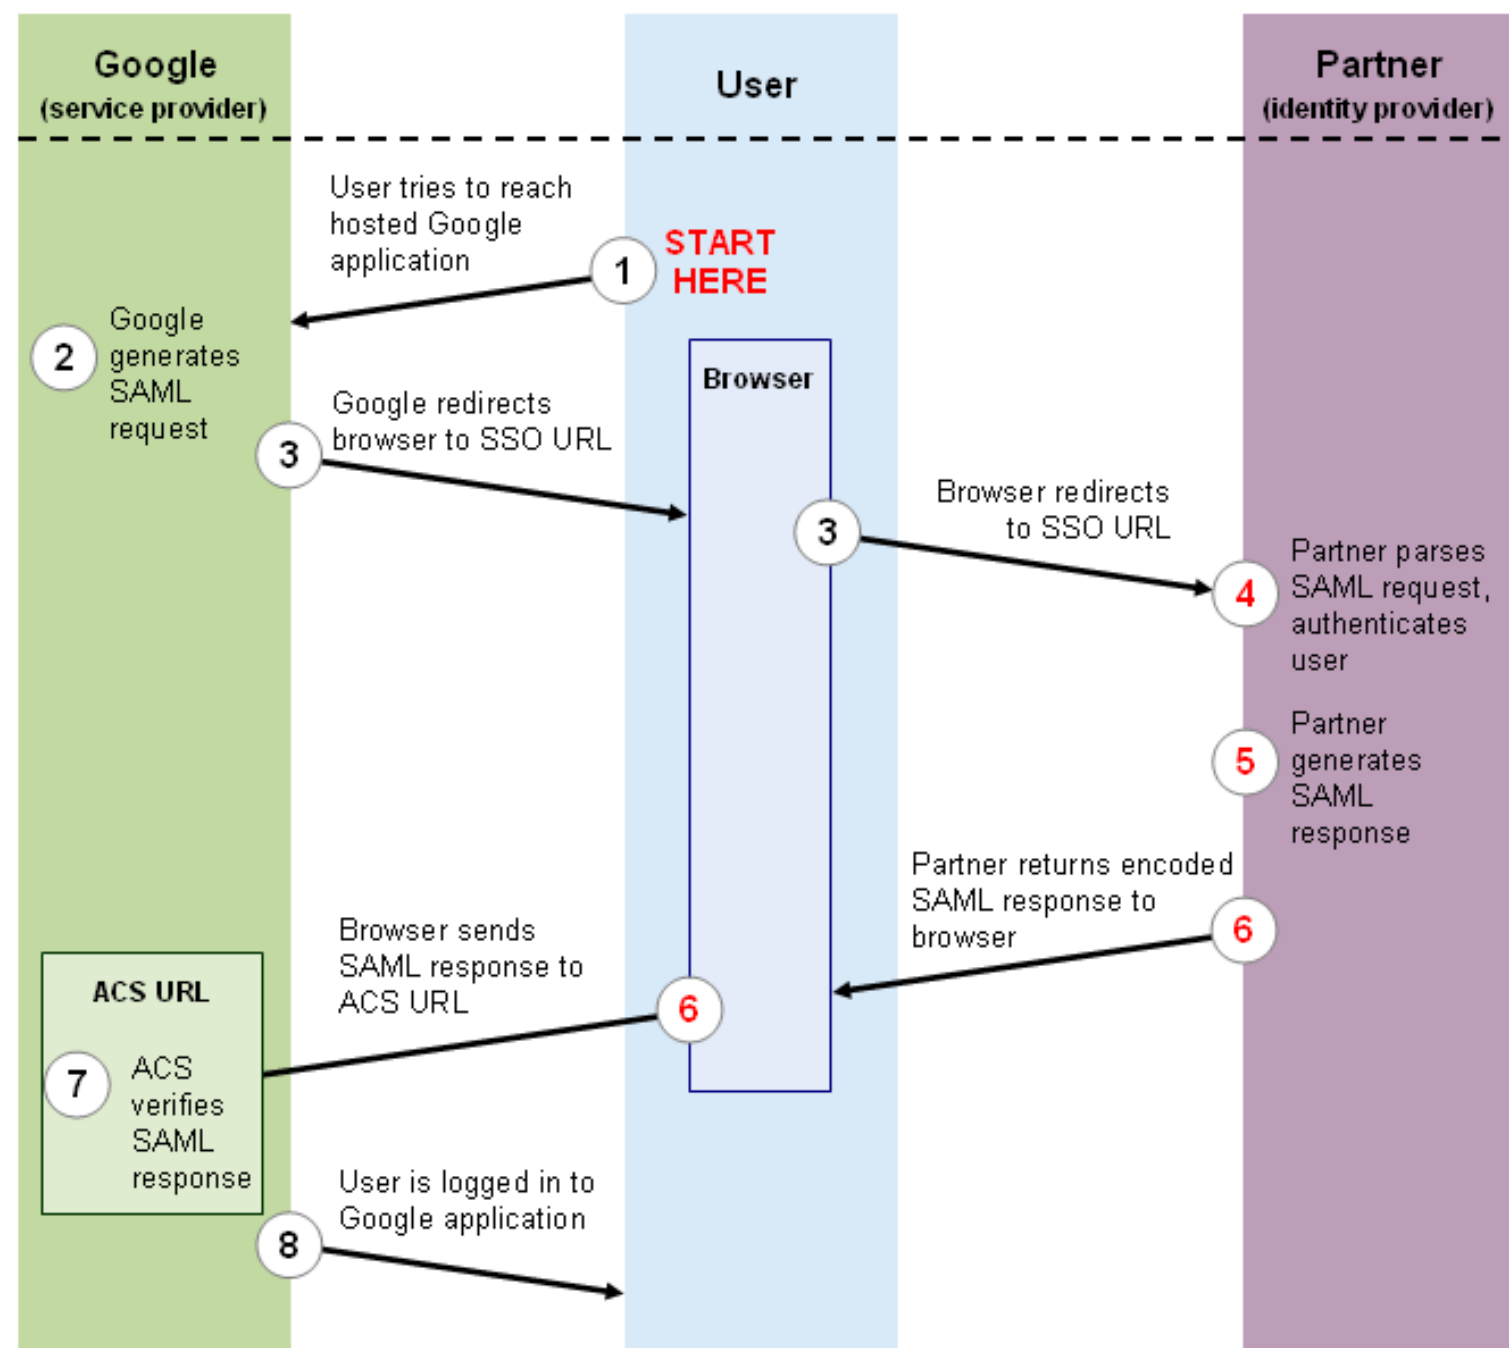 Google
(service provider)
User
Partner
(identity provider)
User tries to reach
hosted Google
application
1
START
HERE
2
Google
generates
SAML
request
Browser
Google redirects
browser to SSO URL
3
3
Browser redirects
to SSO URL
4
Partner parses
SAML request,
authenticates
user
5
Partner
generates
SAML
response
Partner returns encoded
SAML response to
browser
6
Browser sends
SAML response to
ACS URL
6
ACS URL
7
ACS
verifies
SAML
response
User is logged in to
Google application
8